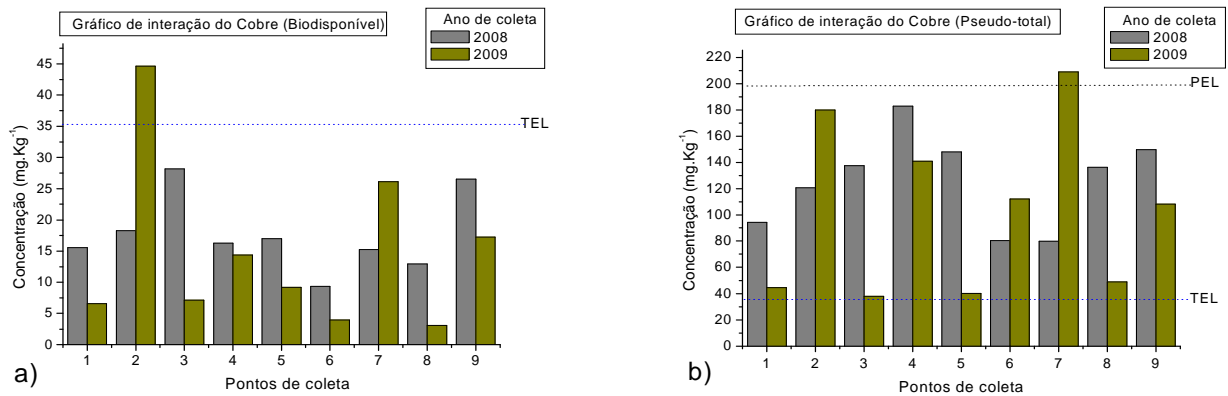 Gráfico de interação do Cobre (Biodisponível)
Ano de coleta
2008
2009
45
40
35
30
25
20
15
10
5
0
TEL
Concentração (mg.Kg⁻¹)
1 2 3 4 5 6 7 8 9
Pontos de coleta
a)
Gráfico de interação do Cobre (Pseudo-total)
Ano de coleta
2008
2009
220
200
180
160
140
120
100
80
60
40
20
0
PEL
TEL
Concentração (mg.Kg⁻¹)
1 2 3 4 5 6 7 8 9
Pontos de coleta
b)